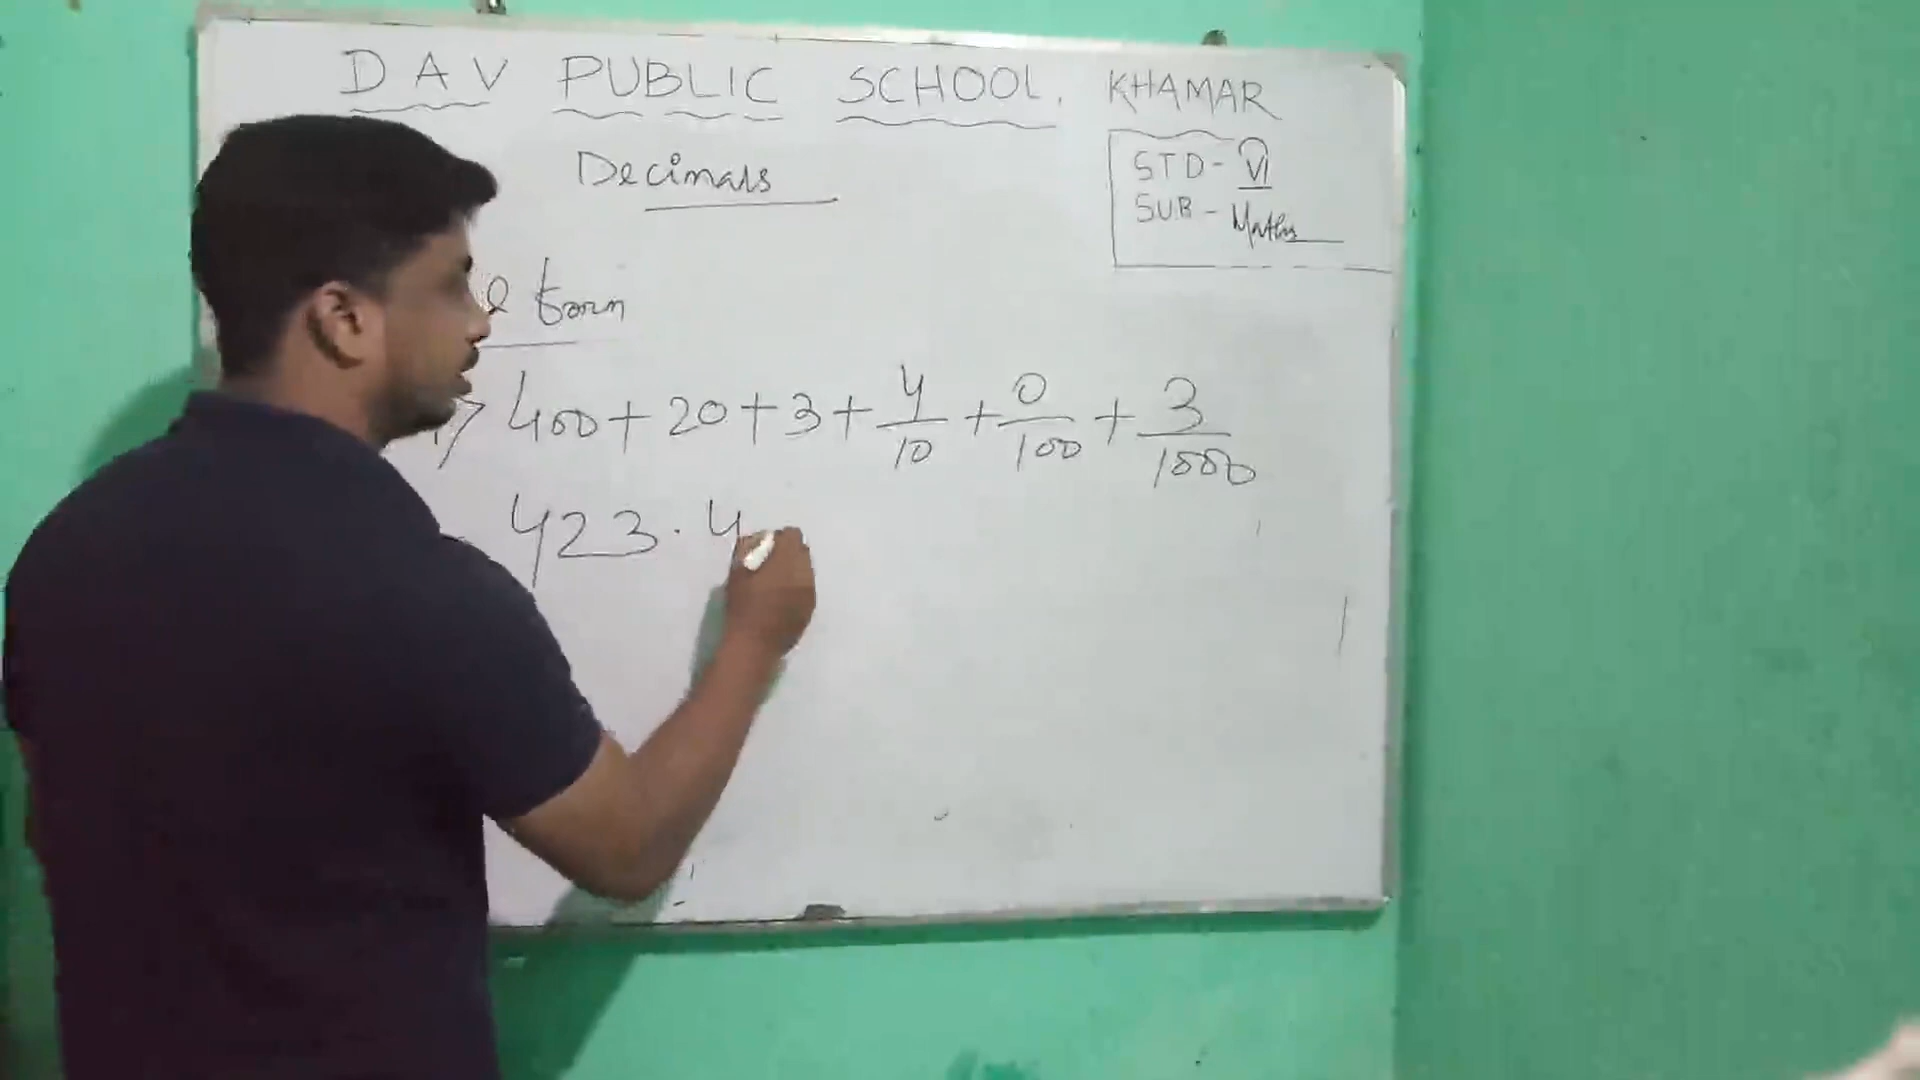 DAV PUBLIC SCHOOL, KHAMAR
Decimals
STD - VI
SUB - Maths
form
400 + 20 + 3 + 4/10 + 0/100 + 3/1000
423.4